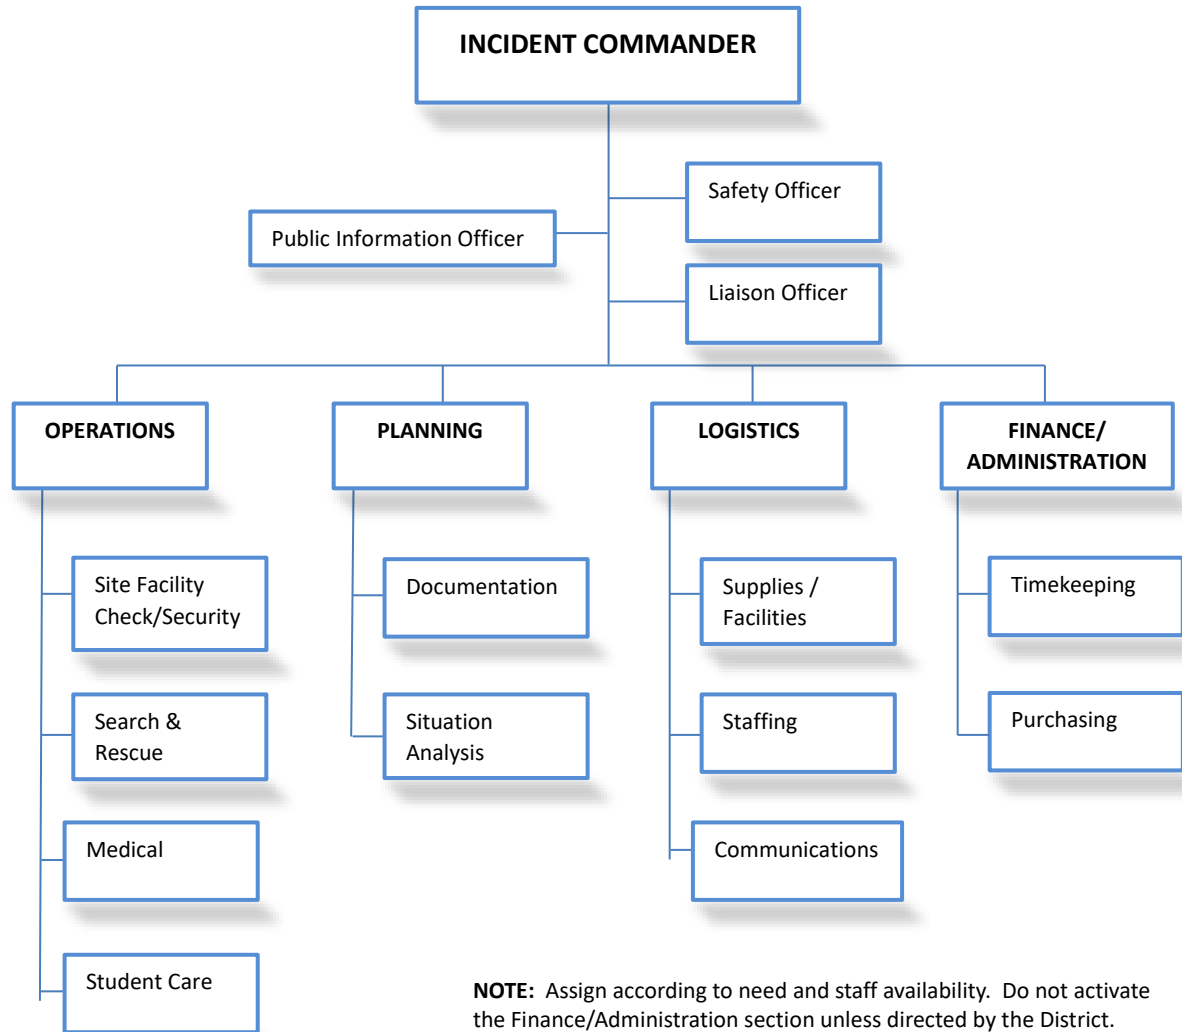 INCIDENT COMMANDER
Safety Officer
Public Information Officer
Liaison Officer
OPERATIONS
PLANNING
LOGISTICS
FINANCE/
ADMINISTRATION
Site Facility
Check/Security
Documentation
Supplies /
Facilities
Timekeeping
Search &
Rescue
Situation
Analysis
Staffing
Purchasing
Medical
Communications
Student Care
NOTE:  Assign according to need and staff availability.  Do not activate
the Finance/Administration section unless directed by the District.